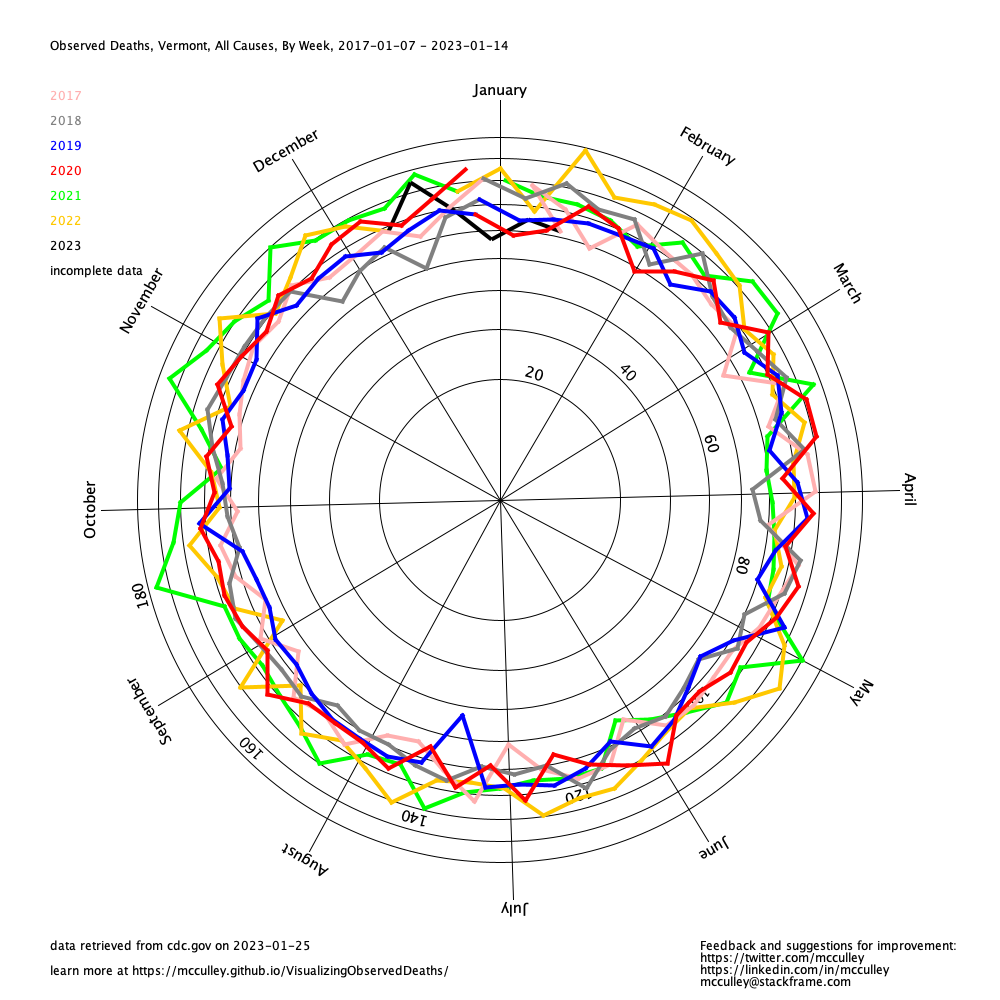 Observed Deaths, Vermont, All Causes, By Week, 2017-01-07 - 2023-01-14
January
2017
2018
2019
2020
2021
2022
2023
incomplete data
December
February
November
March
20
40
60
October
April
80
180
September
May
160
140
120
August
June
July
data retrieved from cdc.gov on 2023-01-25
learn more at https://mcculley.github.io/VisualizingObservedDeaths/
Feedback and suggestions for improvement:
https://twitter.com/mcculley
https://linkedin.com/in/mcculley
mcculley@stackframe.com